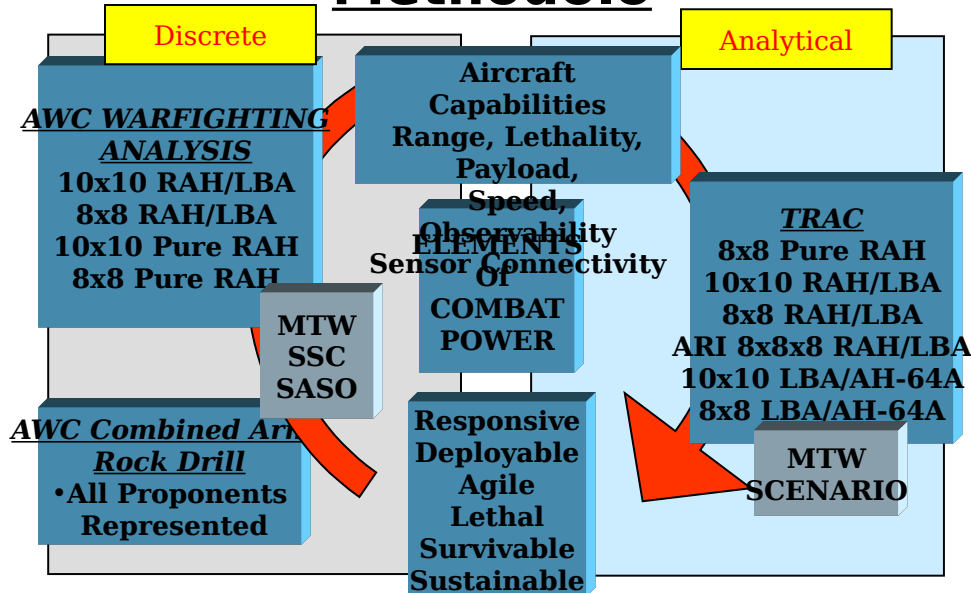 Discrete
Analytical
AWC WARFIGHTING
ANALYSIS
10x10 RAH/LBA
8x8 RAH/LBA
10x10 Pure RAH
8x8 Pure RAH
Aircraft
Capabilities
Range, Lethality,
Payload,
Speed,
Observability
Sensor Connectivity
ELEMENTS
Of
COMBAT
POWER
TRAC
8x8 Pure RAH
10x10 RAH/LBA
8x8 RAH/LBA
ARI 8x8x8 RAH/LBA
10x10 LBA/AH-64A
8x8 LBA/AH-64A
MTW
SSC
SASO
AWC Combined
Rock Drill
•All Proponents
Represented
Responsive
Deployable
Agile
Lethal
Survivable
Sustainable
MTW
SCENARIO